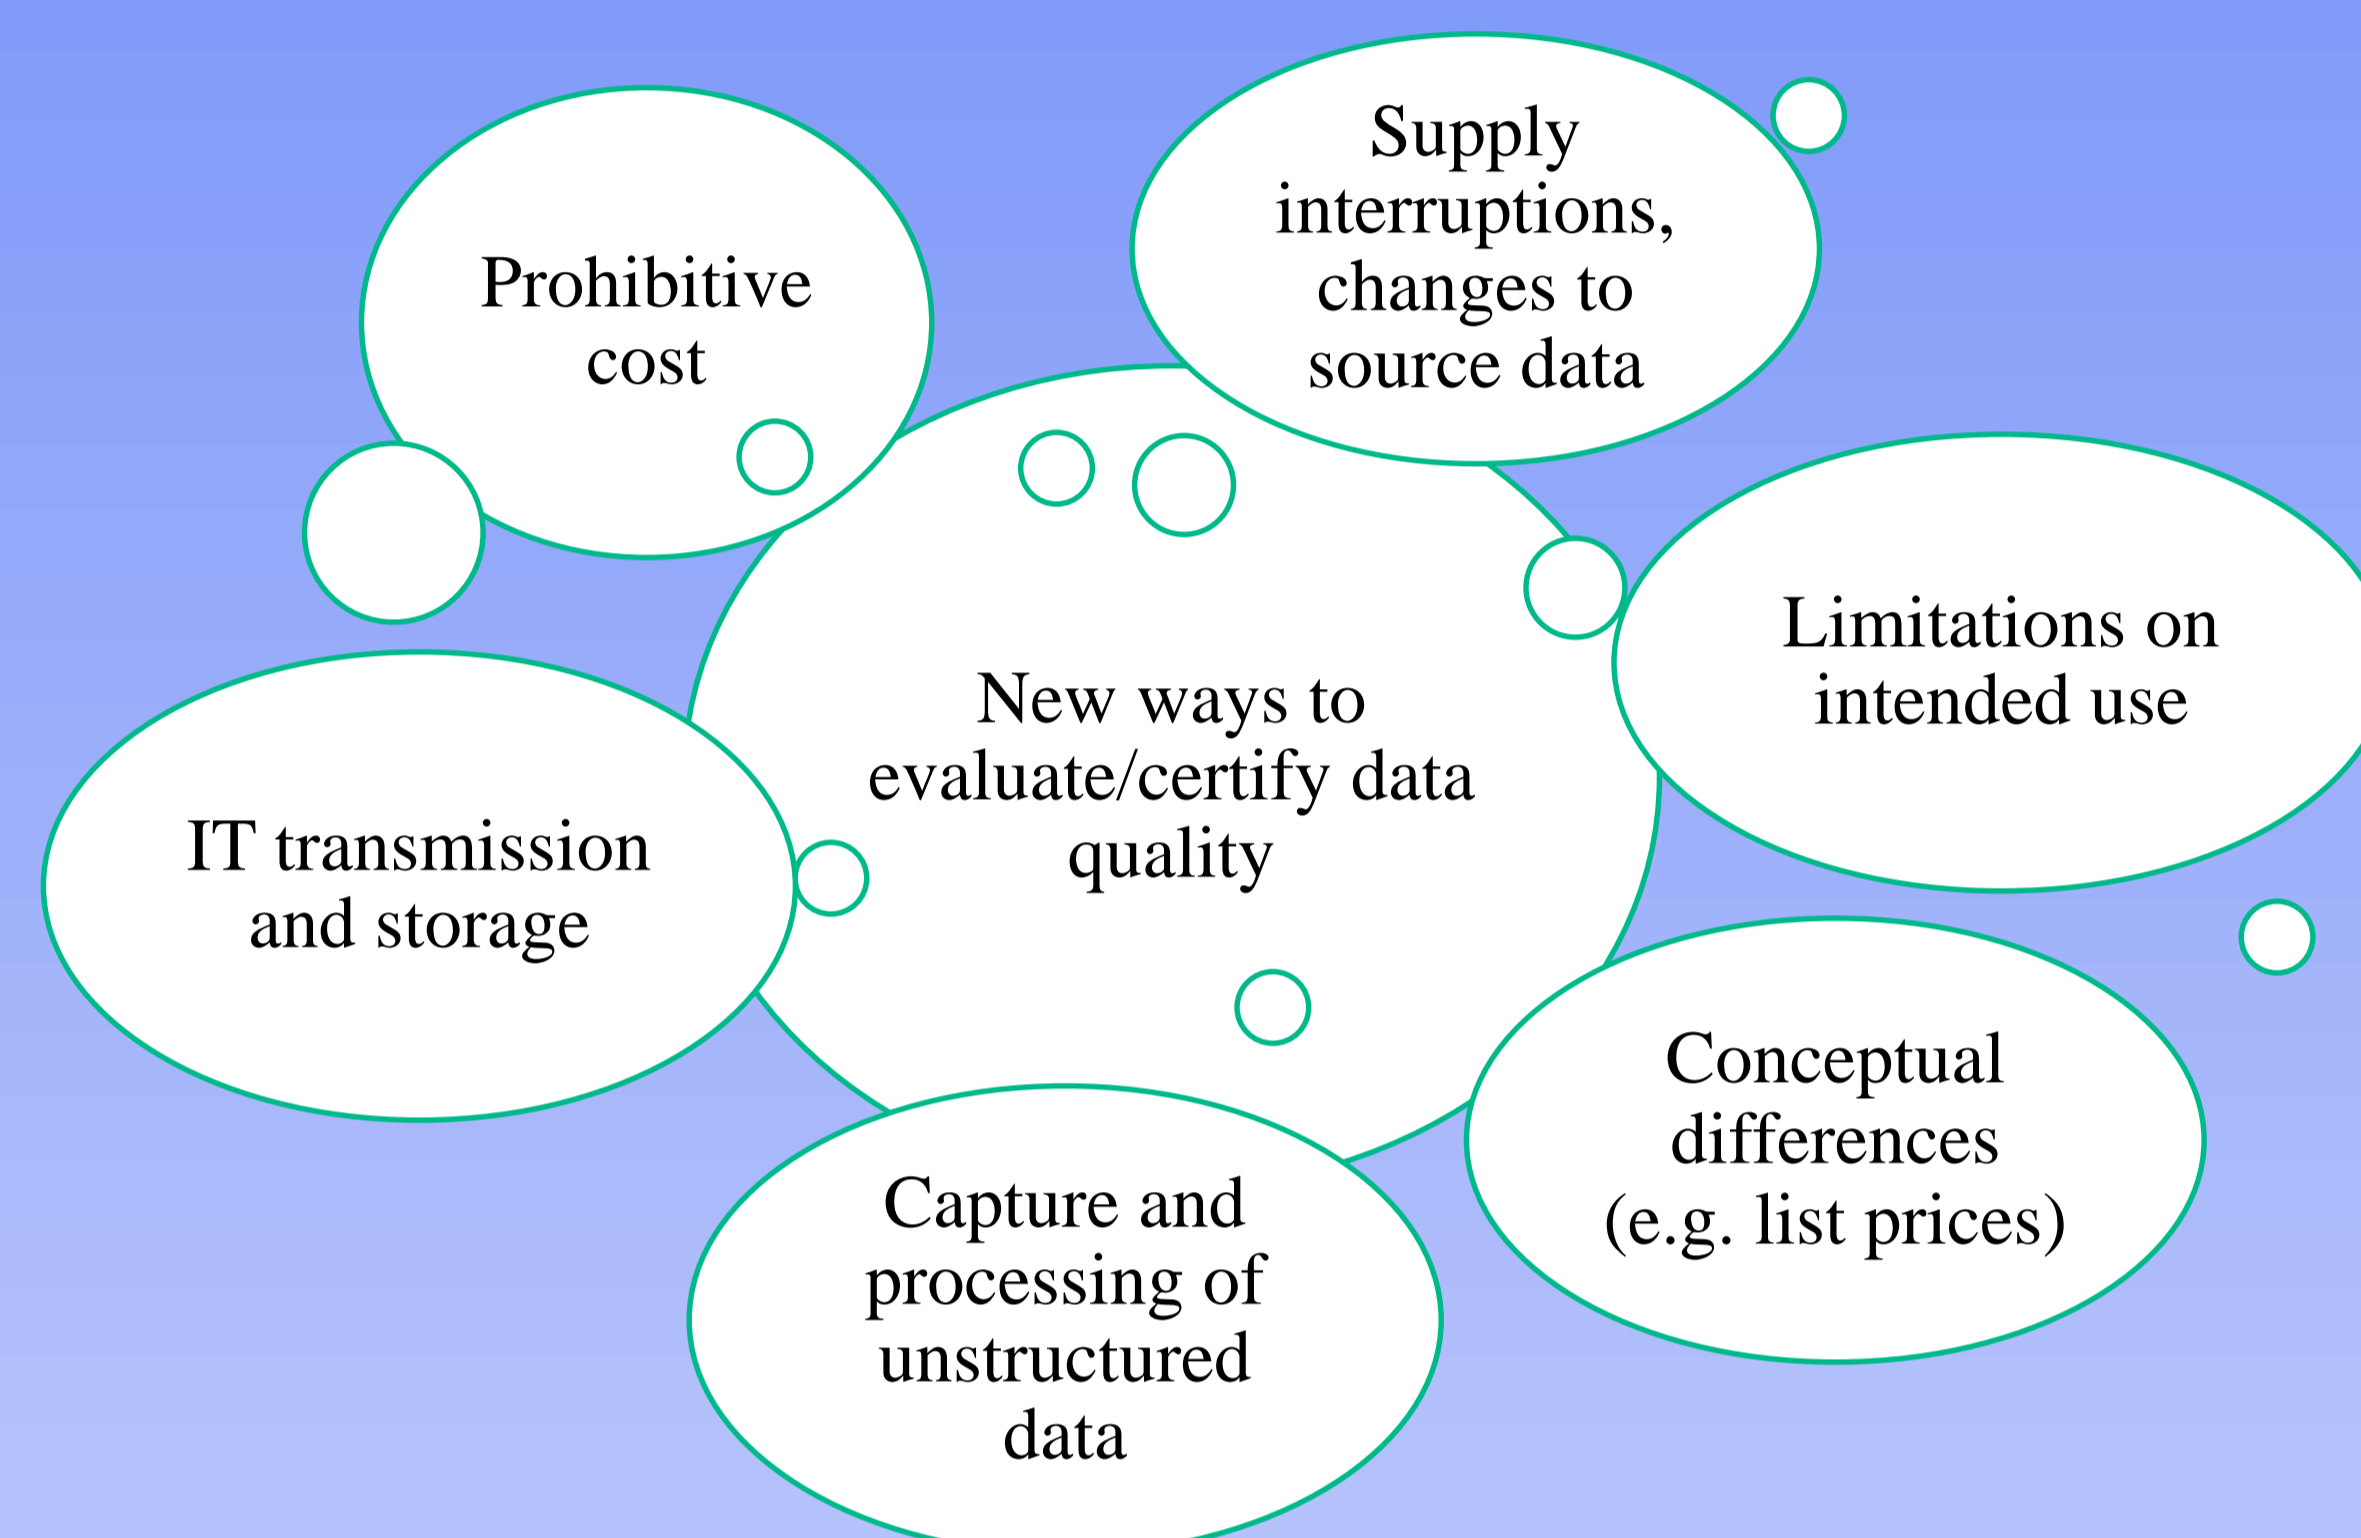 Prohibitive
cost
Supply
interruptions,
changes to
source data
Limitations on
intended use
New ways to
evaluate/certify data
quality
IT transmission
and storage
Conceptual
differences
(e.g. list prices)
Capture and
processing of
unstructured
data